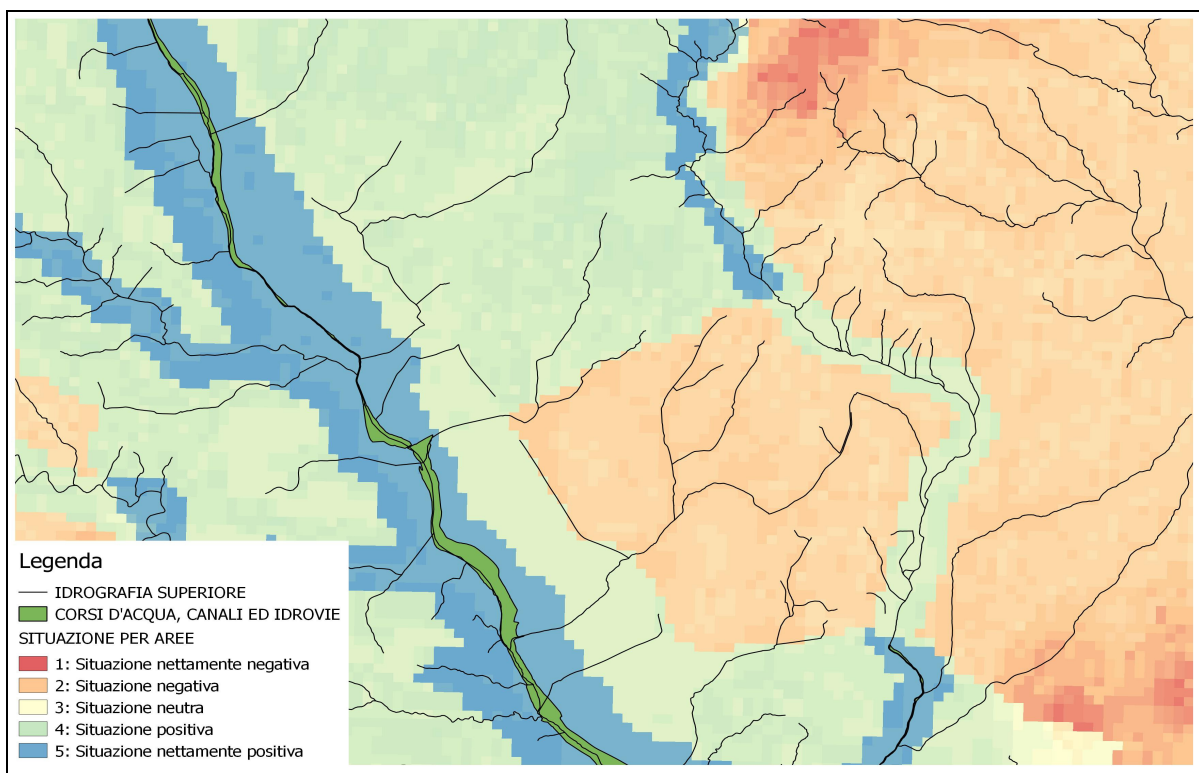 Legenda
IDROGRAFIA SUPERIORE
CORSI D'ACQUA, CANALI ED IDROVIE
SITUAZIONE PER AREE
1: Situazione nettamente negativa
2: Situazione negativa
3: Situazione neutra
4: Situazione positiva
5: Situazione nettamente positiva